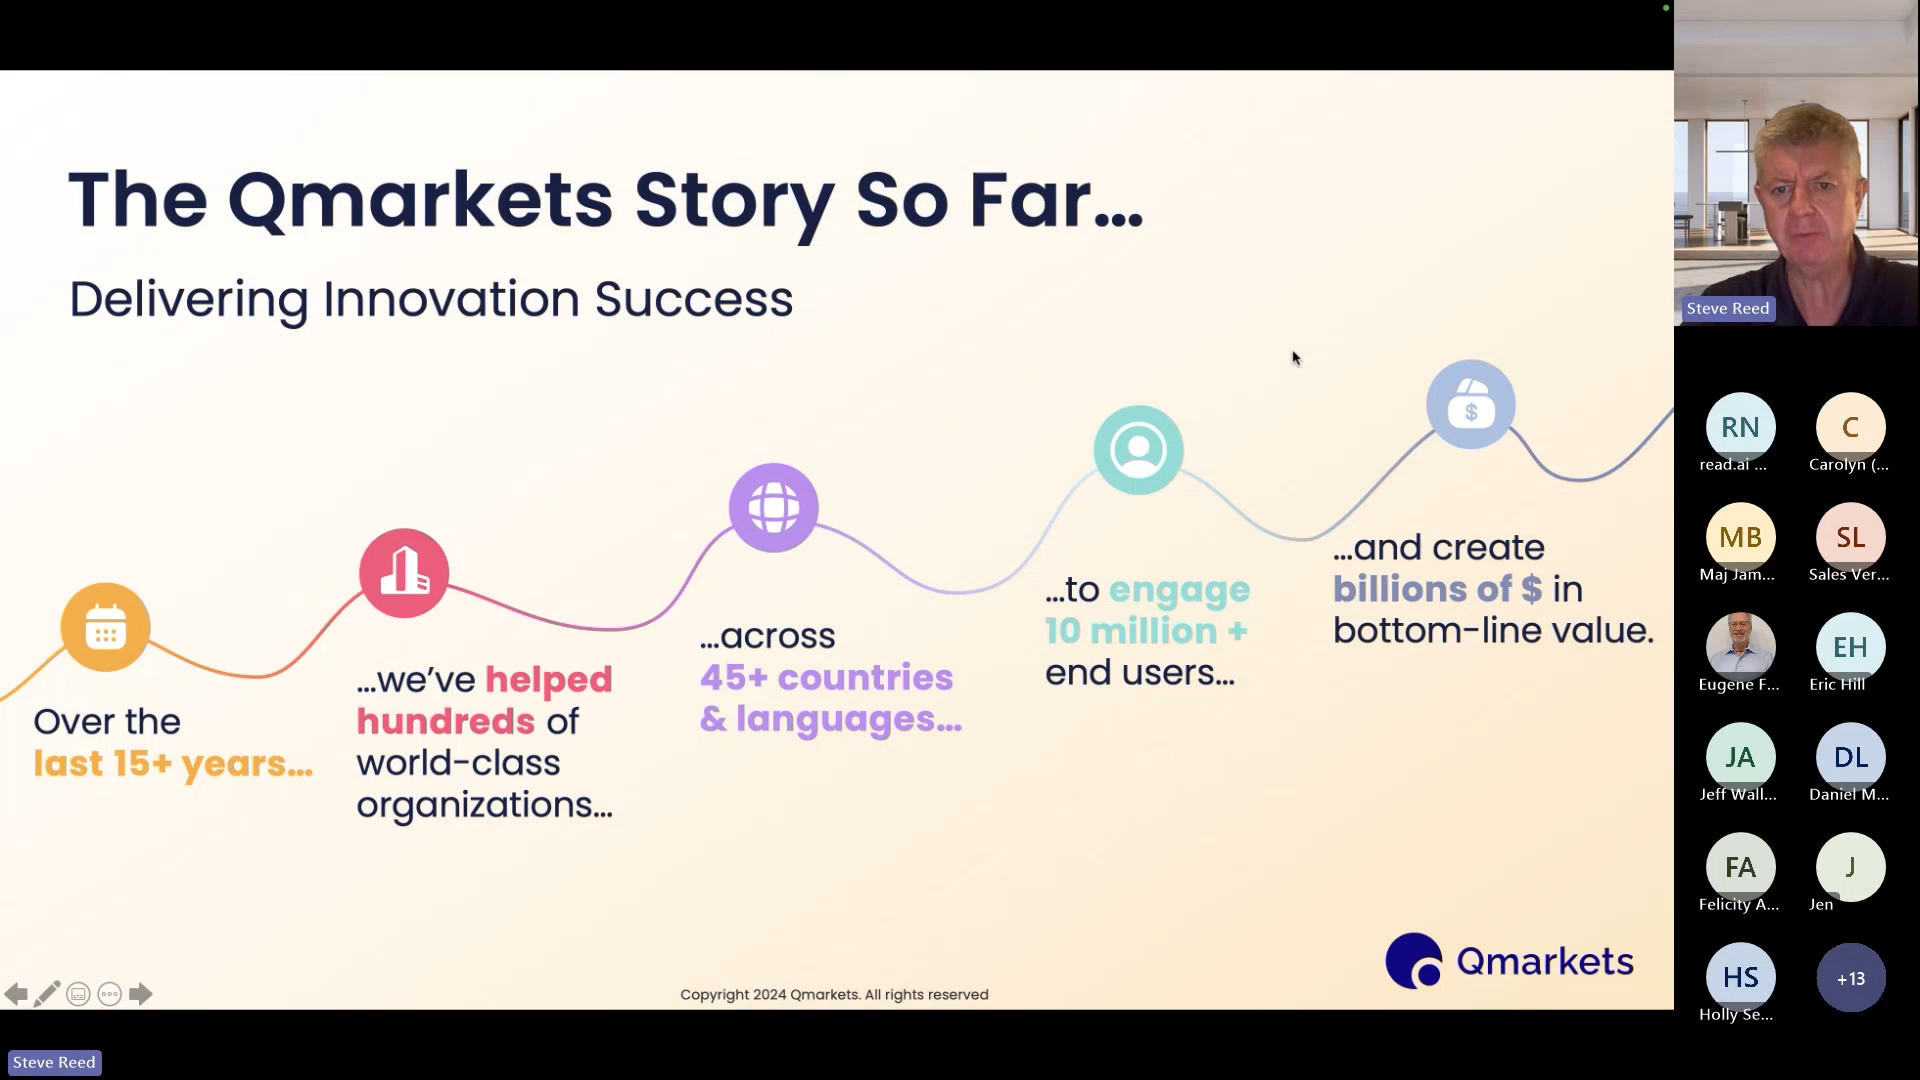 The Qmarkets Story So Far...
Delivering Innovation Success
Over the
last 15+ years...
...we've helped
hundreds of
world-class
organizations...
...across
45+ countries
& languages...
...to engage
10 million +
end users...
...and create
billions of $ in
bottom-line value.
$
Qmarkets
Copyright 2024 Qmarkets. All rights reserved
Steve Reed
Steve Reed
RN
read.ai ...
C
Carolyn (...
MB
Maj Jam...
SL
Sales Ver...
Eugene F...
EH
Eric Hill
JA
Jeff Wall...
DL
Daniel M...
FA
Felicity A...
J
Jen
HS
Holly Se...
+13